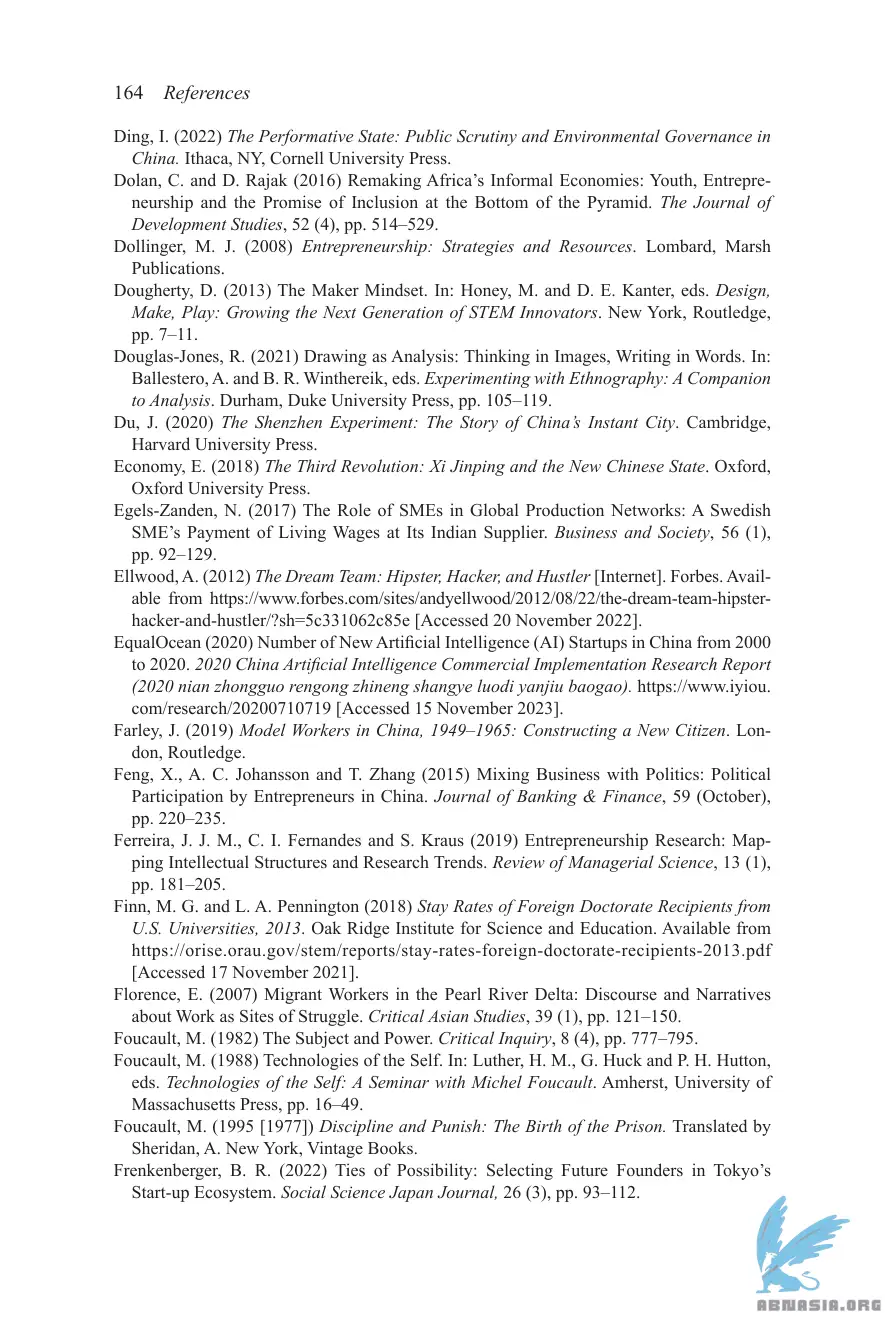 164 References
Ding, I. (2022) The Performative State: Public Scrutiny and Environmental Governance in
China. Ithaca, NY, Cornell University Press.
Dolan, C. and D. Rajak (2016) Remaking Africa’s Informal Economies: Youth, Entrepre-
neurship and the Promise of Inclusion at the Bottom of the Pyramid. The Journal of
Development Studies, 52 (4), pp. 514–529.
Dollinger, M. J. (2008) Entrepreneurship: Strategies and Resources. Lombard, Marsh
Publications.
Dougherty, D. (2013) The Maker Mindset. In: Honey, M. and D. E. Kanter, eds. Design,
Make, Play: Growing the Next Generation of STEM Innovators. New York, Routledge,
pp. 7–11.
Douglas-Jones, R. (2021) Drawing as Analysis: Thinking in Images, Writing in Words. In:
Ballestero, A. and B. R. Winthereik, eds. Experimenting with Ethnography: A Companion
to Analysis. Durham, Duke University Press, pp. 105–119.
Du, J. (2020) The Shenzhen Experiment: The Story of China’s Instant City. Cambridge,
Harvard University Press.
Economy, E. (2018) The Third Revolution: Xi Jinping and the New Chinese State. Oxford,
Oxford University Press.
Egels-Zanden, N. (2017) The Role of SMEs in Global Production Networks: A Swedish
SME’s Payment of Living Wages at Its Indian Supplier. Business and Society, 56 (1),
pp. 92–129.
Ellwood, A. (2012) The Dream Team: Hipster, Hacker, and Hustler [Internet]. Forbes. Avail-
able from https://www.forbes.com/sites/andyellwood/2012/08/22/the-dream-team-hipster-
hacker-and-hustler/?sh=5c331062c85e [Accessed 20 November 2022].
EqualOcean (2020) Number of New Artificial Intelligence (AI) Startups in China from 2000
to 2020. 2020 China Artificial Intelligence Commercial Implementation Research Report
(2020 nian zhongguo rengong zhineng shangye luodi yanjiu baogao). https://www.iyiou.
com/research/20200710719 [Accessed 15 November 2023].
Farley, J. (2019) Model Workers in China, 1949–1965: Constructing a New Citizen. Lon-
don, Routledge.
Feng, X., A. C. Johansson and T. Zhang (2015) Mixing Business with Politics: Political
Participation by Entrepreneurs in China. Journal of Banking & Finance, 59 (October),
pp. 220–235.
Ferreira, J. J. M., C. I. Fernandes and S. Kraus (2019) Entrepreneurship Research: Map-
ping Intellectual Structures and Research Trends. Review of Managerial Science, 13 (1),
pp. 181–205.
Finn, M. G. and L. A. Pennington (2018) Stay Rates of Foreign Doctorate Recipients from
U.S. Universities, 2013. Oak Ridge Institute for Science and Education. Available from
https://orise.orau.gov/stem/reports/stay-rates-foreign-doctorate-recipients-2013.pdf
[Accessed 17 November 2021].
Florence, E. (2007) Migrant Workers in the Pearl River Delta: Discourse and Narratives
about Work as Sites of Struggle. Critical Asian Studies, 39 (1), pp. 121–150.
Foucault, M. (1982) The Subject and Power. Critical Inquiry, 8 (4), pp. 777–795.
Foucault, M. (1988) Technologies of the Self. In: Luther, H. M., G. Huck and P. H. Hutton,
eds. Technologies of the Self: A Seminar with Michel Foucault. Amherst, University of
Massachusetts Press, pp. 16–49.
Foucault, M. (1995 [1977]) Discipline and Punish: The Birth of the Prison. Translated by
Sheridan, A. New York, Vintage Books.
Frenkenberger, B. R. (2022) Ties of Possibility: Selecting Future Founders in Tokyo’s
Start-up Ecosystem. Social Science Japan Journal, 26 (3), pp. 93–112.
ABNASIA.ORG